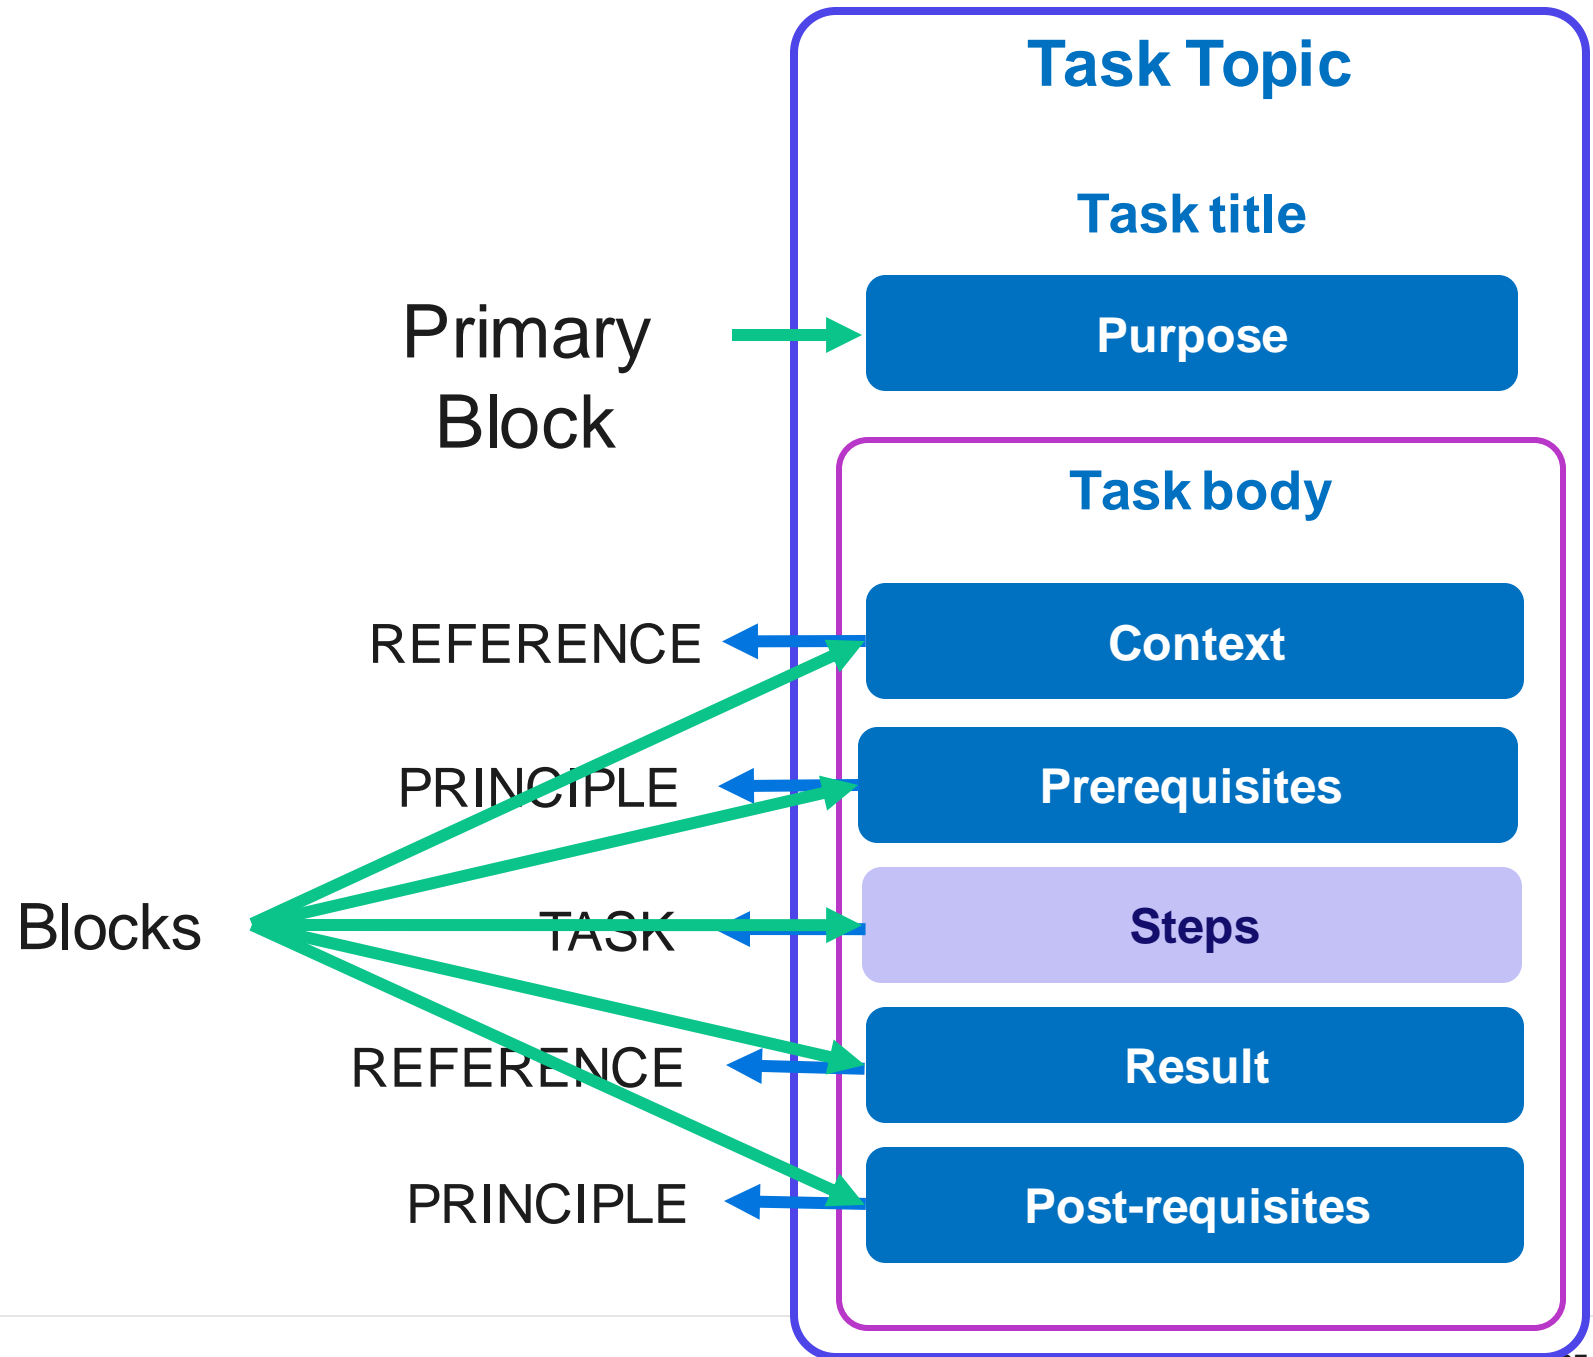 Task Topic
Task title
Primary
Block
Purpose
Task body
REFERENCE
Context
PRINCIPLE
Prerequisites
Blocks
TASK
Steps
REFERENCE
Result
PRINCIPLE
Post-requisites